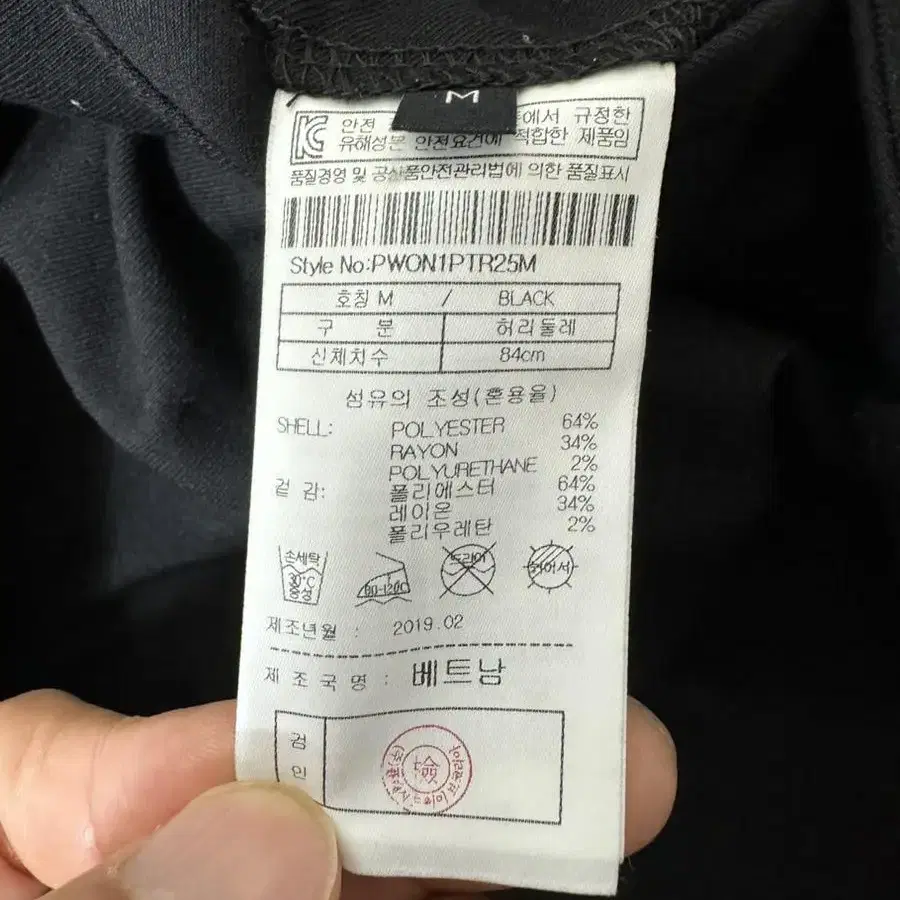 M
안전 에서 규정한
유해성분 안전요건에 적합한 제품임
품질경영 및 공산품안전관리법에 의한 품질표시
Style No:PWON1PTR25M
호칭 M / BLACK
구 분 허리둘레
신체치수 84cm
섬유의 조성(혼용율)
SHELL: POLYESTER 64%
RAYON 34%
POLYURETHANE 2%
겉 감: 폴리에스터 64%
레이온 34%
폴리우레탄 2%
손세탁 드라이
30℃ 80-120℃ 뉘어서
중성
제조년월 : 2019.02
제 조 국 명 : 베트남
검
인
檢